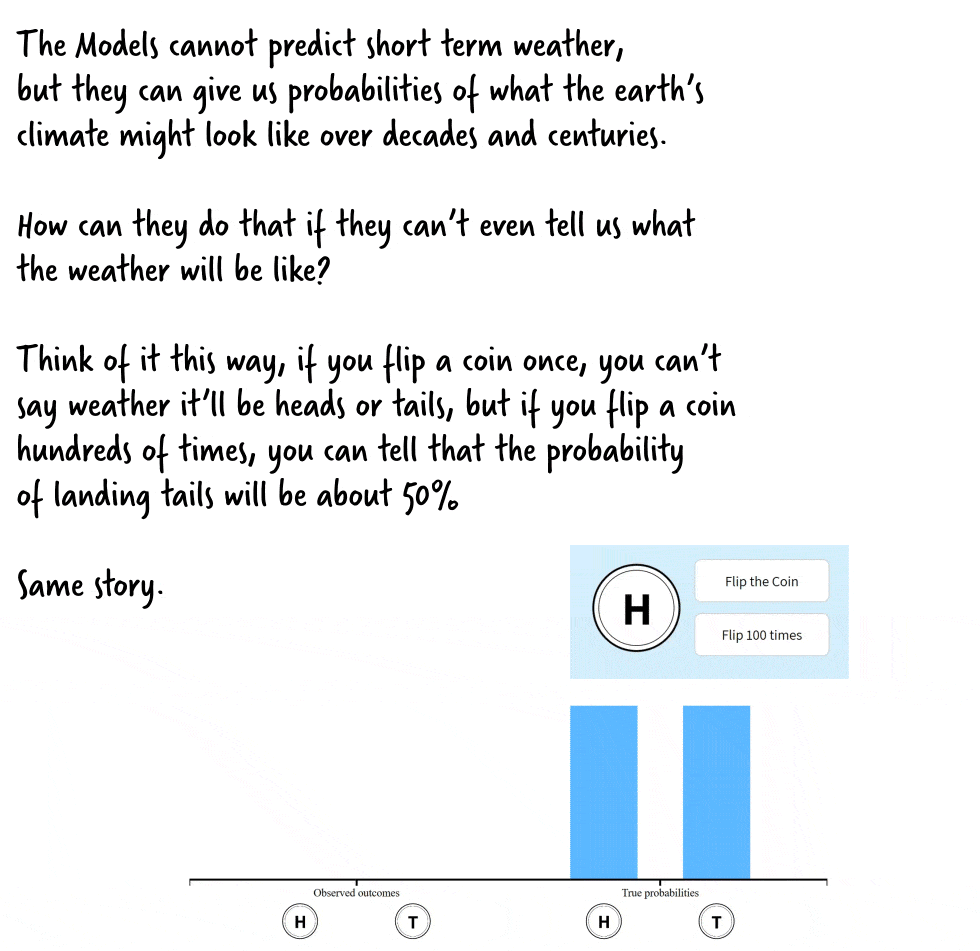 The Models cannot predict short term weather,
but they can give us probabilities of what the earth's
climate might look like over decades and centuries.
How can they do that if they can't even tell us what
the weather will be like?
Think of it this way, if you flip a coin once, you can't
say weather it'll be heads or tails, but if you flip a coin
hundreds of times, you can tell that the probability
of landing tails will be about 50%
Same story.
H
Flip the Coin
Flip 100 times
Observed outcomes
True probabilities
H
T
H
T